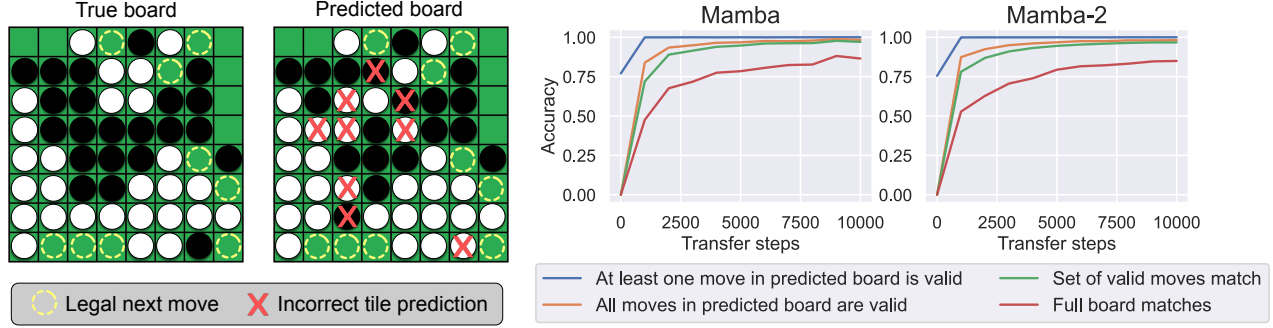 True board
Predicted board
Legal next move
Incorrect tile prediction
Mamba
Mamba-2
Accuracy
1.00
0.75
0.50
0.25
0.00
0
2500
5000
7500
10000
Transfer steps
1.00
0.75
0.50
0.25
0.00
0
2500
5000
7500
10000
Transfer steps
At least one move in predicted board is valid
All moves in predicted board are valid
Set of valid moves match
Full board matches